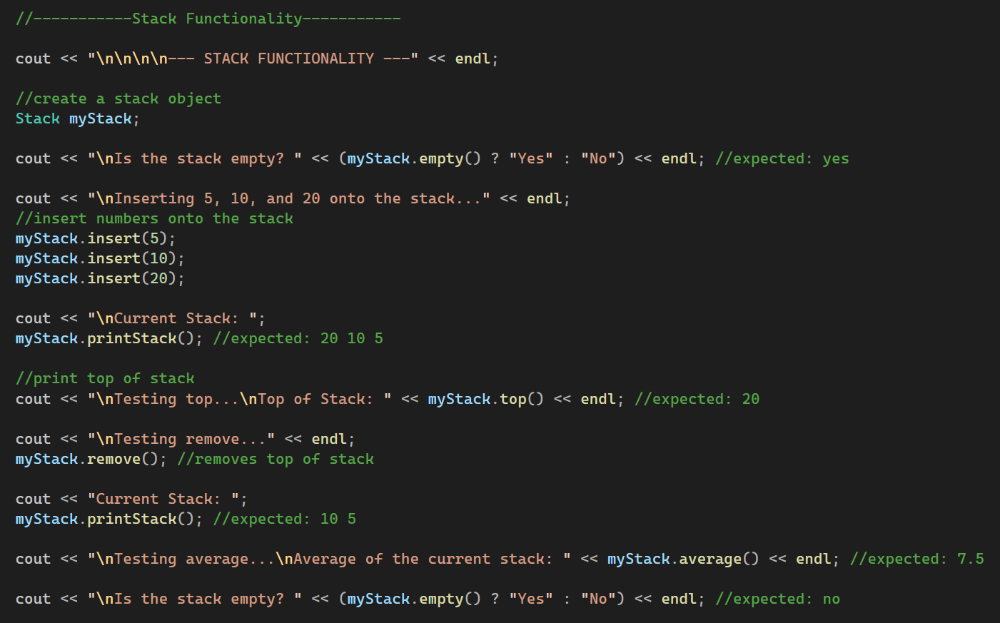 //-----------Stack Functionality-----------
cout << "\n\n\n\n--- STACK FUNCTIONALITY ---" << endl;
//create a stack object
Stack myStack;
cout << "\nIs the stack empty? " << (myStack.empty() ? "Yes" : "No") << endl; //expected: yes
cout << "\nInserting 5, 10, and 20 onto the stack..." << endl;
//insert numbers onto the stack
myStack.insert(5);
myStack.insert(10);
myStack.insert(20);
cout << "\nCurrent Stack: ";
myStack.printStack(); //expected: 20 10 5
//print top of stack
cout << "\nTesting top...\nTop of Stack: " << myStack.top() << endl; //expected: 20
cout << "\nTesting remove..." << endl;
myStack.remove(); //removes top of stack
cout << "Current Stack: ";
myStack.printStack(); //expected: 10 5
cout << "\nTesting average...\nAverage of the current stack: " << myStack.average() << endl; //expected: 7.5
cout << "\nIs the stack empty? " << (myStack.empty() ? "Yes" : "No") << endl; //expected: no